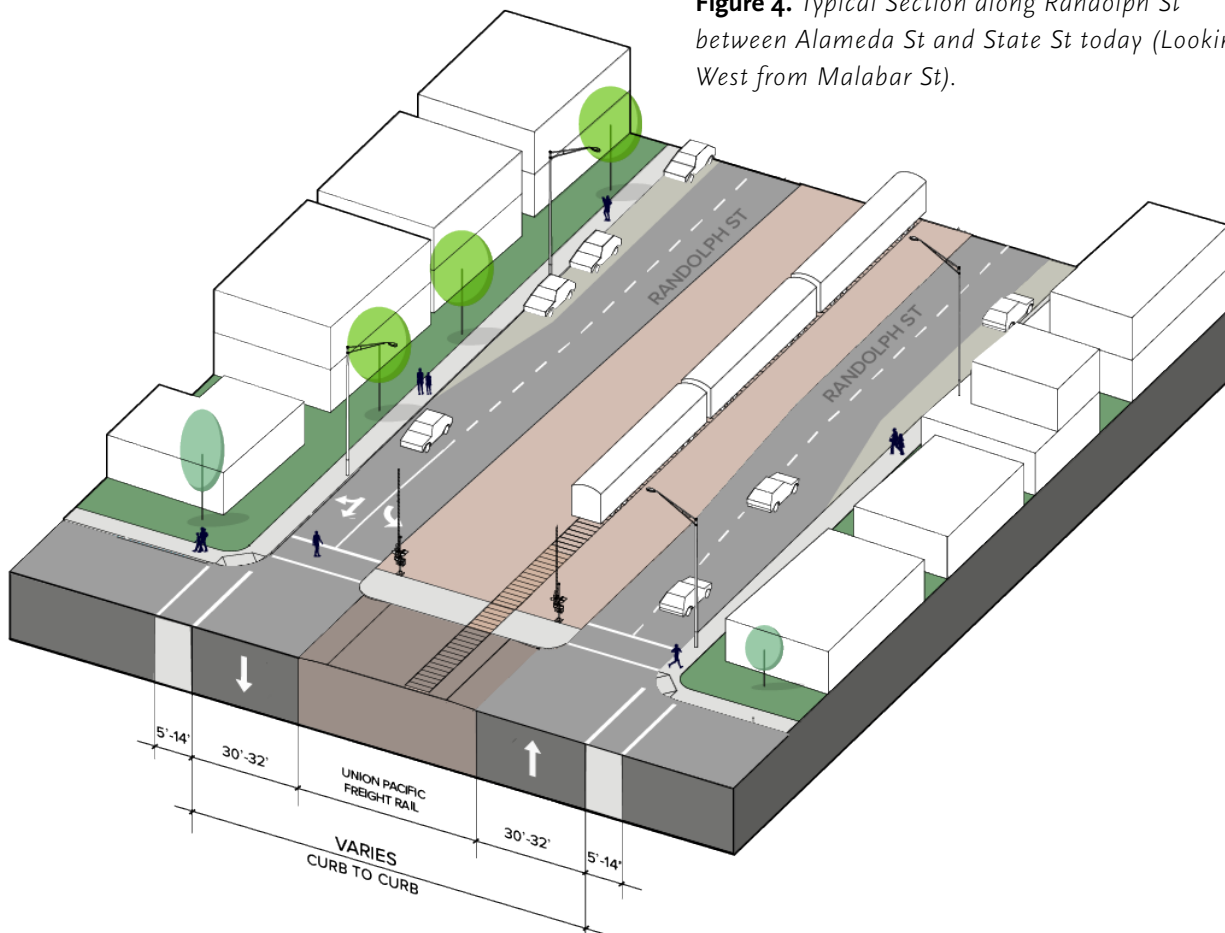 Figure 4. Typical Section along Randolph St
between Alameda St and State St today (Lookin
West from Malabar St).
RANDOLPH ST
RANDOLPH ST
5'-14'
30'-32'
UNION PACIFIC
FREIGHT RAIL
30'-32'
5'-14'
VARIES
CURB TO CURB